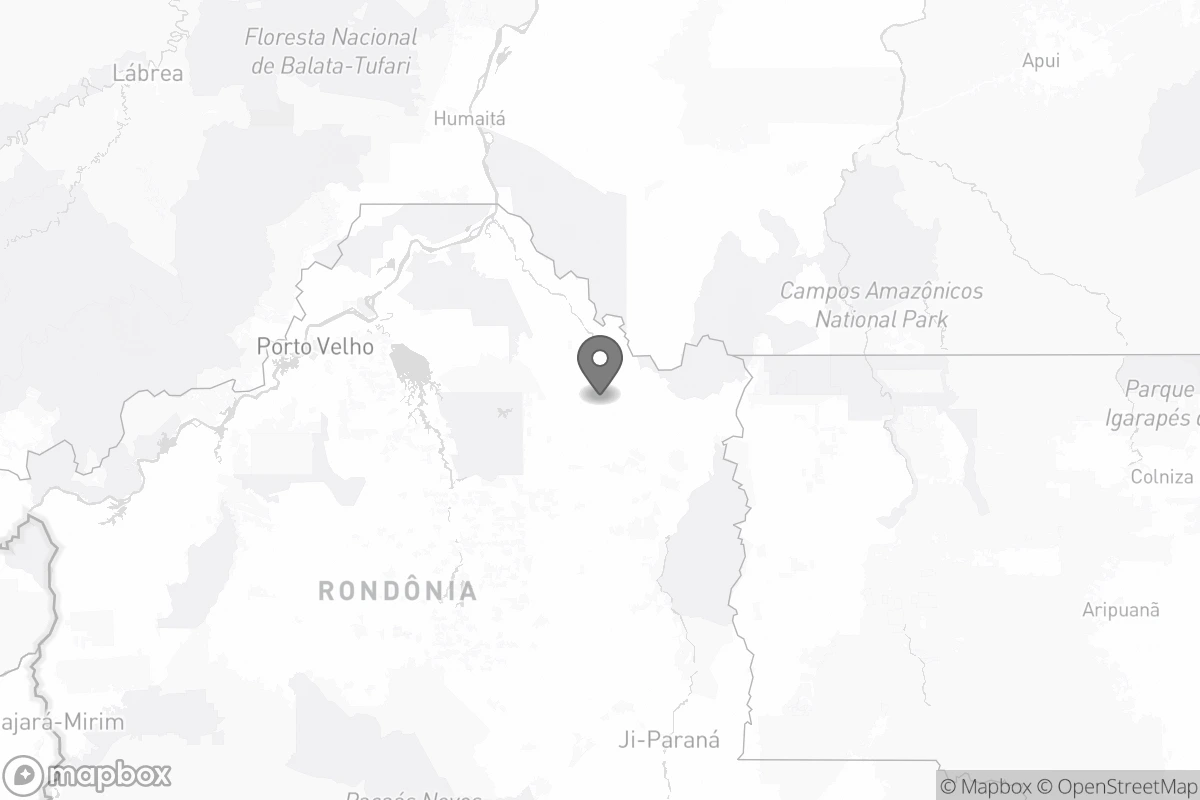 Floresta Nacional
de Balata-Tufari
Lábrea
Apui
Humaitá
Campos Amazônicos
National Park
Porto Velho
Parque
Igarapés
Colniza
RONDÔNIA
Aripuanã
ajará-Mirim
Ji-Paraná
mapbox
© Mapbox © OpenStreetMap